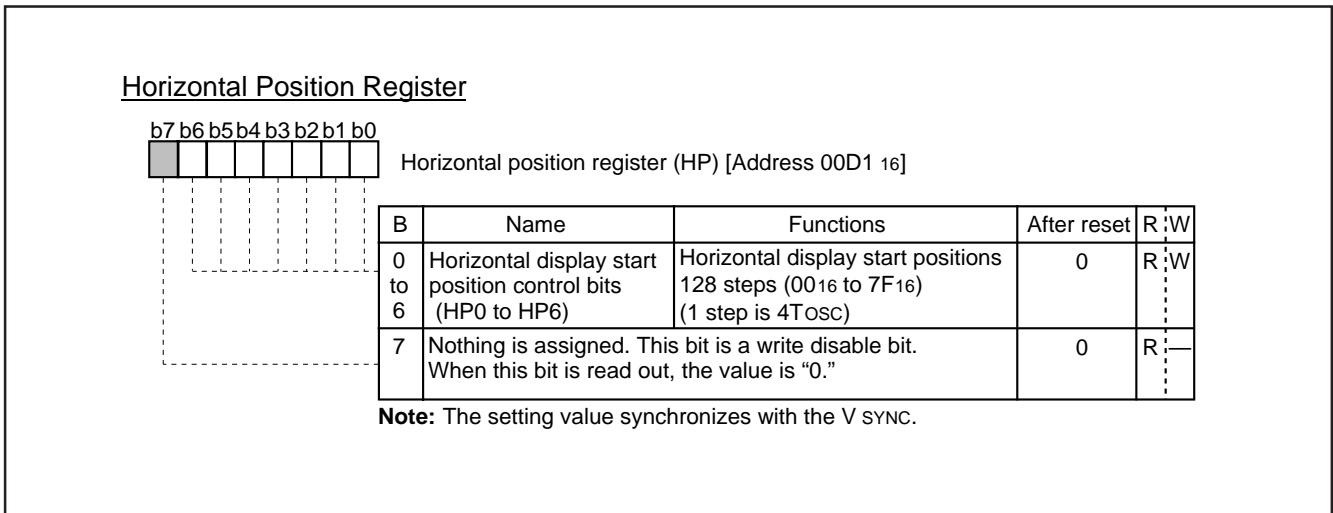 Horizontal Position Register
b7 b6 b5 b4 b3 b2 b1 b0
Horizontal position register (HP) [Address 00D1 16]
B Name Functions After reset R W
0 to 6 Horizontal display start position control bits (HP0 to HP6) Horizontal display start positions 128 steps (0016 to 7F16) (1 step is 4TOSC) 0 R W
7 Nothing is assigned. This bit is a write disable bit. When this bit is read out, the value is “0.” 0 R —
Note: The setting value synchronizes with the V SYNC.